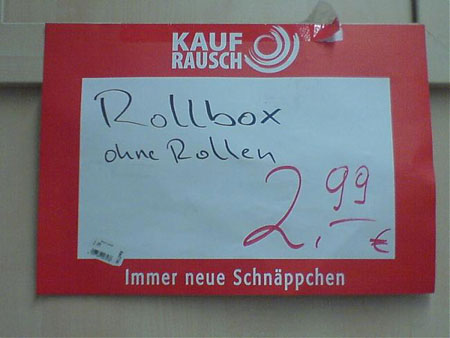 KAUF
RAUSCH
Rollbox
ohne Rollen
2,99
€
Immer neue Schnäppchen